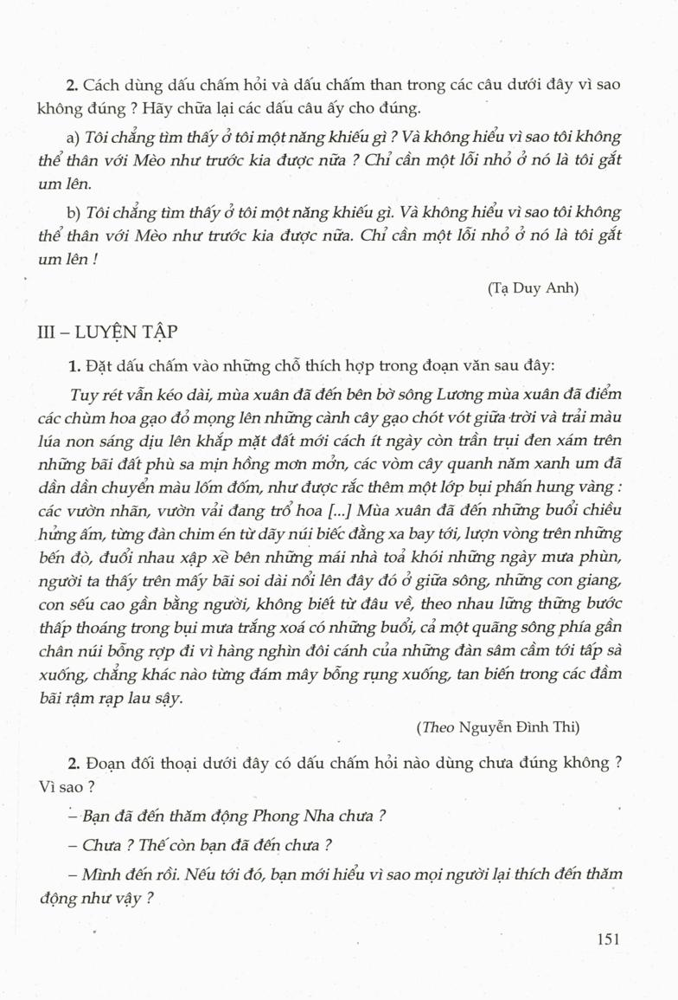 2. Cách dùng dấu chấm hỏi và dấu chấm than trong các câu dưới đây vì sao
không đúng ? Hãy chữa lại các dấu câu ấy cho đúng.
a) Tôi chẳng tìm thấy ở tôi một năng khiếu gì ? Và không hiểu vì sao tôi không
thể thân với Mèo như trước kia được nữa ? Chỉ cần một lỗi nhỏ ở nó là tôi gắt
um lên.
b) Tôi chẳng tìm thấy ở tôi một năng khiếu gì. Và không hiểu vì sao tôi không
thể thân với Mèo như trước kia được nữa. Chỉ cần một lỗi nhỏ ở nó là tôi gắt
um lên !
(Tạ Duy Anh)
III – LUYỆN TẬP
1. Đặt dấu chấm vào những chỗ thích hợp trong đoạn văn sau đây:
Tuy rét vẫn kéo dài, mùa xuân đã đến bên bờ sông Lương mùa xuân đã điểm
các chùm hoa gạo đỏ mọng lên những cành cây gạo chót vót giữa trời và trải màu
lúa non sáng dịu lên khắp mặt đất mới cách ít ngày còn trần trụi đen xám trên
những bãi đất phù sa mịn hồng mơn mởn, các vòm cây quanh năm xanh um đã
dần dần chuyển màu lốm đốm, như được rắc thêm một lớp bụi phấn hung vàng :
các vườn nhãn, vườn vải đang trổ hoa [...] Mùa xuân đã đến những buổi chiều
hửng ấm, từng đàn chim én từ dãy núi biếc đằng xa bay tới, lượn vòng trên những
bến đò, đuổi nhau xập xè bên những mái nhà toả khói những ngày mưa phùn,
người ta thấy trên mấy bãi soi dài nổi lên đây đó ở giữa sông, những con giang,
con sếu cao gần bằng người, không biết từ đâu về, theo nhau lững thững bước
thấp thoáng trong bụi mưa trắng xoá có những buổi, cả một quãng sông phía gần
chân núi bỗng rợp đi vì hàng nghìn đôi cánh của những đàn sâm cầm tới tấp sà
xuống, chẳng khác nào từng đám mây bỗng rụng xuống, tan biến trong các đầm
bãi rậm rạp lau sậy.
(Theo Nguyễn Đình Thi)
2. Đoạn đối thoại dưới đây có dấu chấm hỏi nào dùng chưa đúng không ?
Vì sao ?
– Bạn đã đến thăm động Phong Nha chưa ?
– Chưa ? Thế còn bạn đã đến chưa ?
– Mình đến rồi. Nếu tới đó, bạn mới hiểu vì sao mọi người lại thích đến thăm
động như vậy ?
151